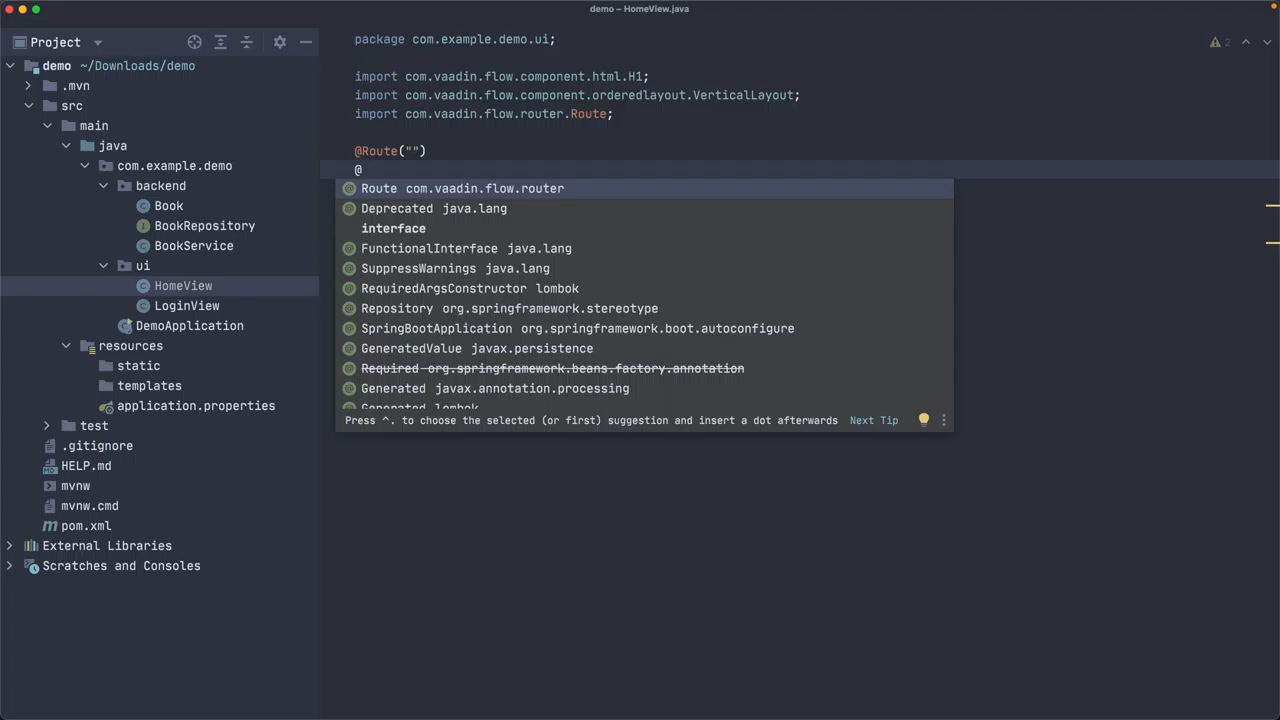 demo – HomeView.java
Project
demo ~/Downloads/demo
.mvn
src
main
java
com.example.demo
backend
Book
BookRepository
BookService
ui
HomeView
LoginView
DemoApplication
resources
static
templates
application.properties
test
.gitignore
HELP.md
mvnw
mvnw.cmd
pom.xml
External Libraries
Scratches and Consoles
package com.example.demo.ui;
import com.vaadin.flow.component.html.H1;
import com.vaadin.flow.component.orderedlayout.VerticalLayout;
import com.vaadin.flow.router.Route;
@Route("")
@
Route com.vaadin.flow.router
Deprecated java.lang
interface
FunctionalInterface java.lang
SuppressWarnings java.lang
RequiredArgsConstructor lombok
Repository org.springframework.stereotype
SpringBootApplication org.springframework.boot.autoconfigure
GeneratedValue javax.persistence
Required org.springframework.beans.factory.annotation
Generated javax.annotation.processing
Generated lombok
Press ^. to choose the selected (or first) suggestion and insert a dot afterwards Next Tip
2